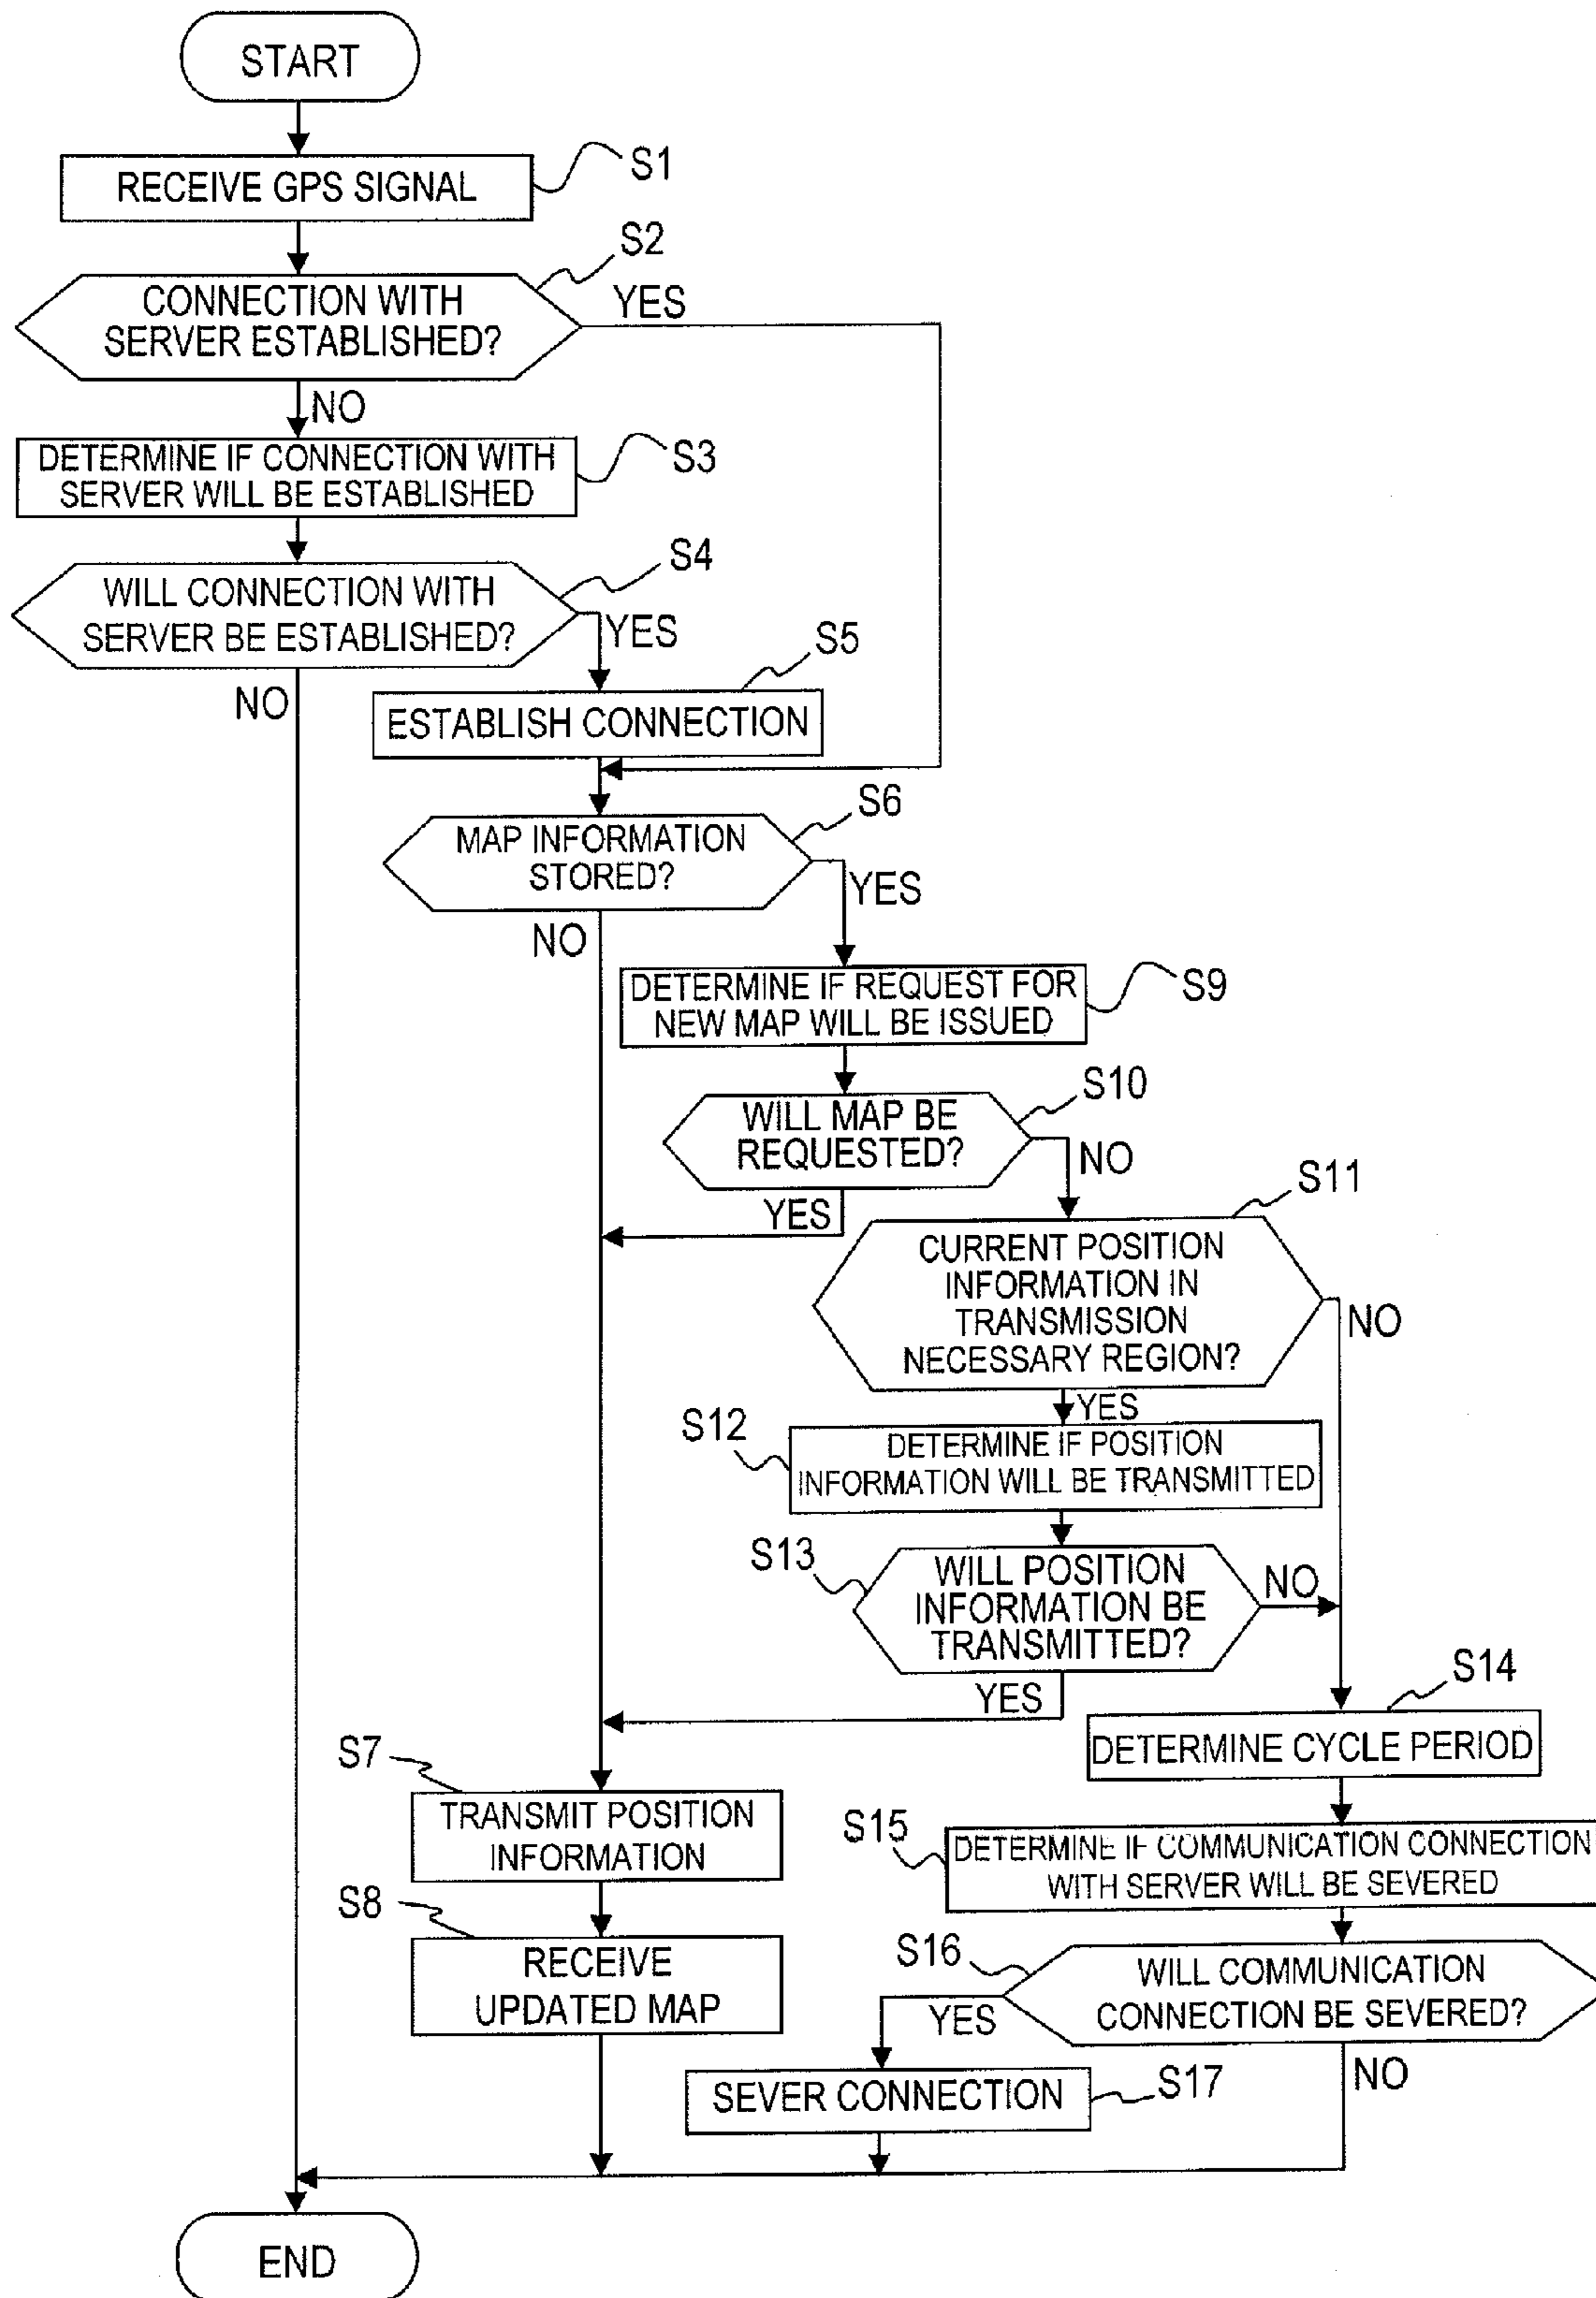 START
RECEIVE GPS SIGNAL
S1
S2
CONNECTION WITH
SERVER ESTABLISHED?
YES
NO
DETERMINE IF CONNECTION WITH
SERVER WILL BE ESTABLISHED
S3
S4
WILL CONNECTION WITH
SERVER BE ESTABLISHED?
YES
NO
S5
ESTABLISH CONNECTION
S6
MAP INFORMATION
STORED?
YES
NO
DETERMINE IF REQUEST FOR
NEW MAP WILL BE ISSUED
S9
S10
WILL MAP BE
REQUESTED?
NO
YES
S11
CURRENT POSITION
INFORMATION IN
TRANSMISSION
NECESSARY REGION?
NO
YES
S12
DETERMINE IF POSITION
INFORMATION WILL BE TRANSMITTED
S13
WILL POSITION
INFORMATION BE
TRANSMITTED?
NO
YES
S14
DETERMINE CYCLE PERIOD
S7
TRANSMIT POSITION
INFORMATION
S15
DETERMINE IF COMMUNICATION CONNECTION
WITH SERVER WILL BE SEVERED
S8
RECEIVE
UPDATED MAP
S16
WILL COMMUNICATION
CONNECTION BE SEVERED?
YES
NO
SEVER CONNECTION
S17
END